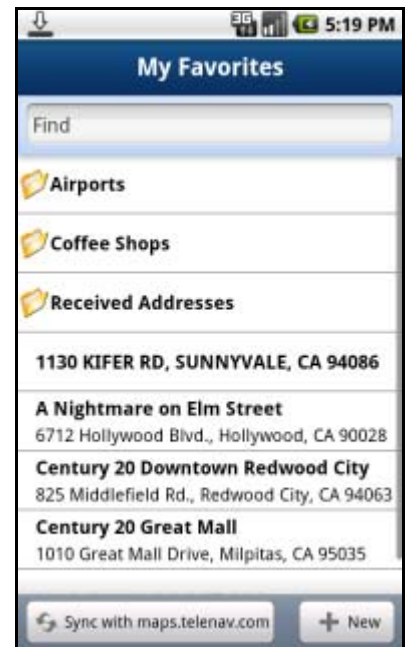 3G 5:19 PM
My Favorites
Find
Airports
Coffee Shops
Received Addresses
1130 KIFER RD, SUNNYVALE, CA 94086
A Nightmare on Elm Street
6712 Hollywood Blvd., Hollywood, CA 90028
Century 20 Downtown Redwood City
825 Middlefield Rd., Redwood City, CA 94063
Century 20 Great Mall
1010 Great Mall Drive, Milpitas, CA 95035
Sync with maps.telenav.com + New